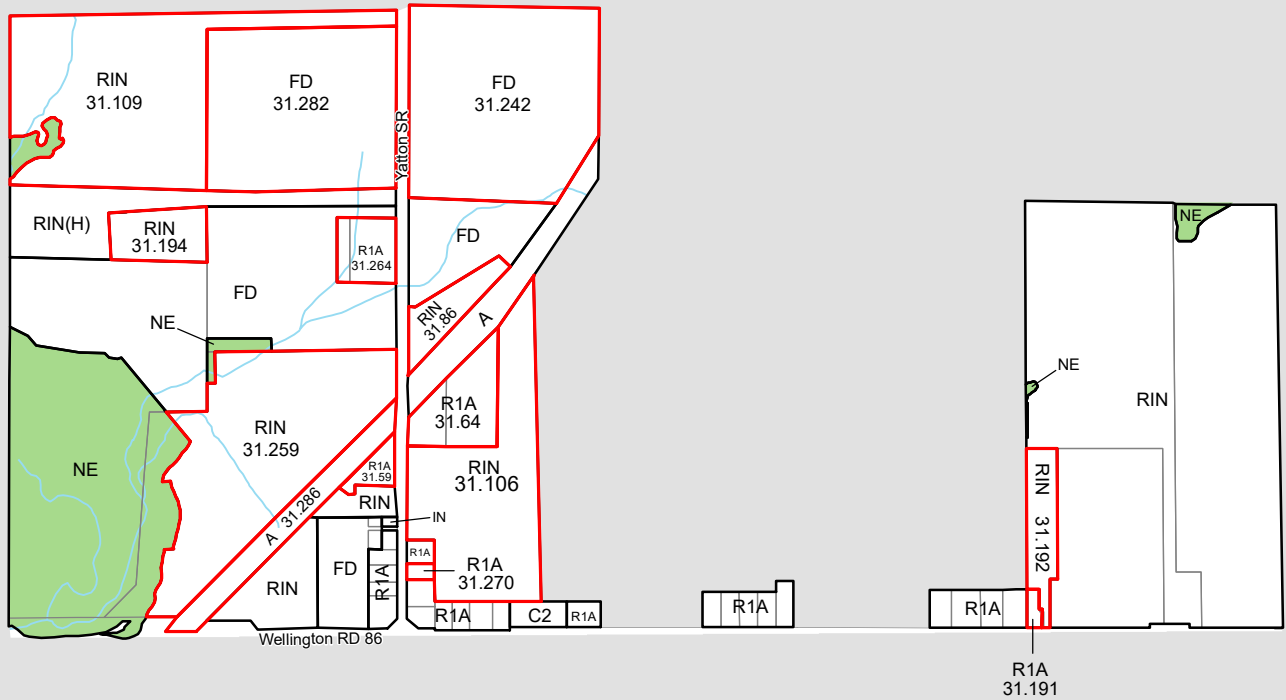 RIN
31.109
FD
31.282
FD
31.242
Yatton SR
RIN(H)
RIN
31.194
R1A
31.264
FD
FD
NE
NE
RIN
31.86
A
NE
RIN
R1A
31.64
RIN
31.259
NE
R1A
31.59
RIN
31.106
RIN
31.192
A 31.286
RIN
IN
R1A
R1A
31.270
RIN
FD
R1A
R1A
C2
R1A
R1A
R1A
Wellington RD 86
R1A
31.191